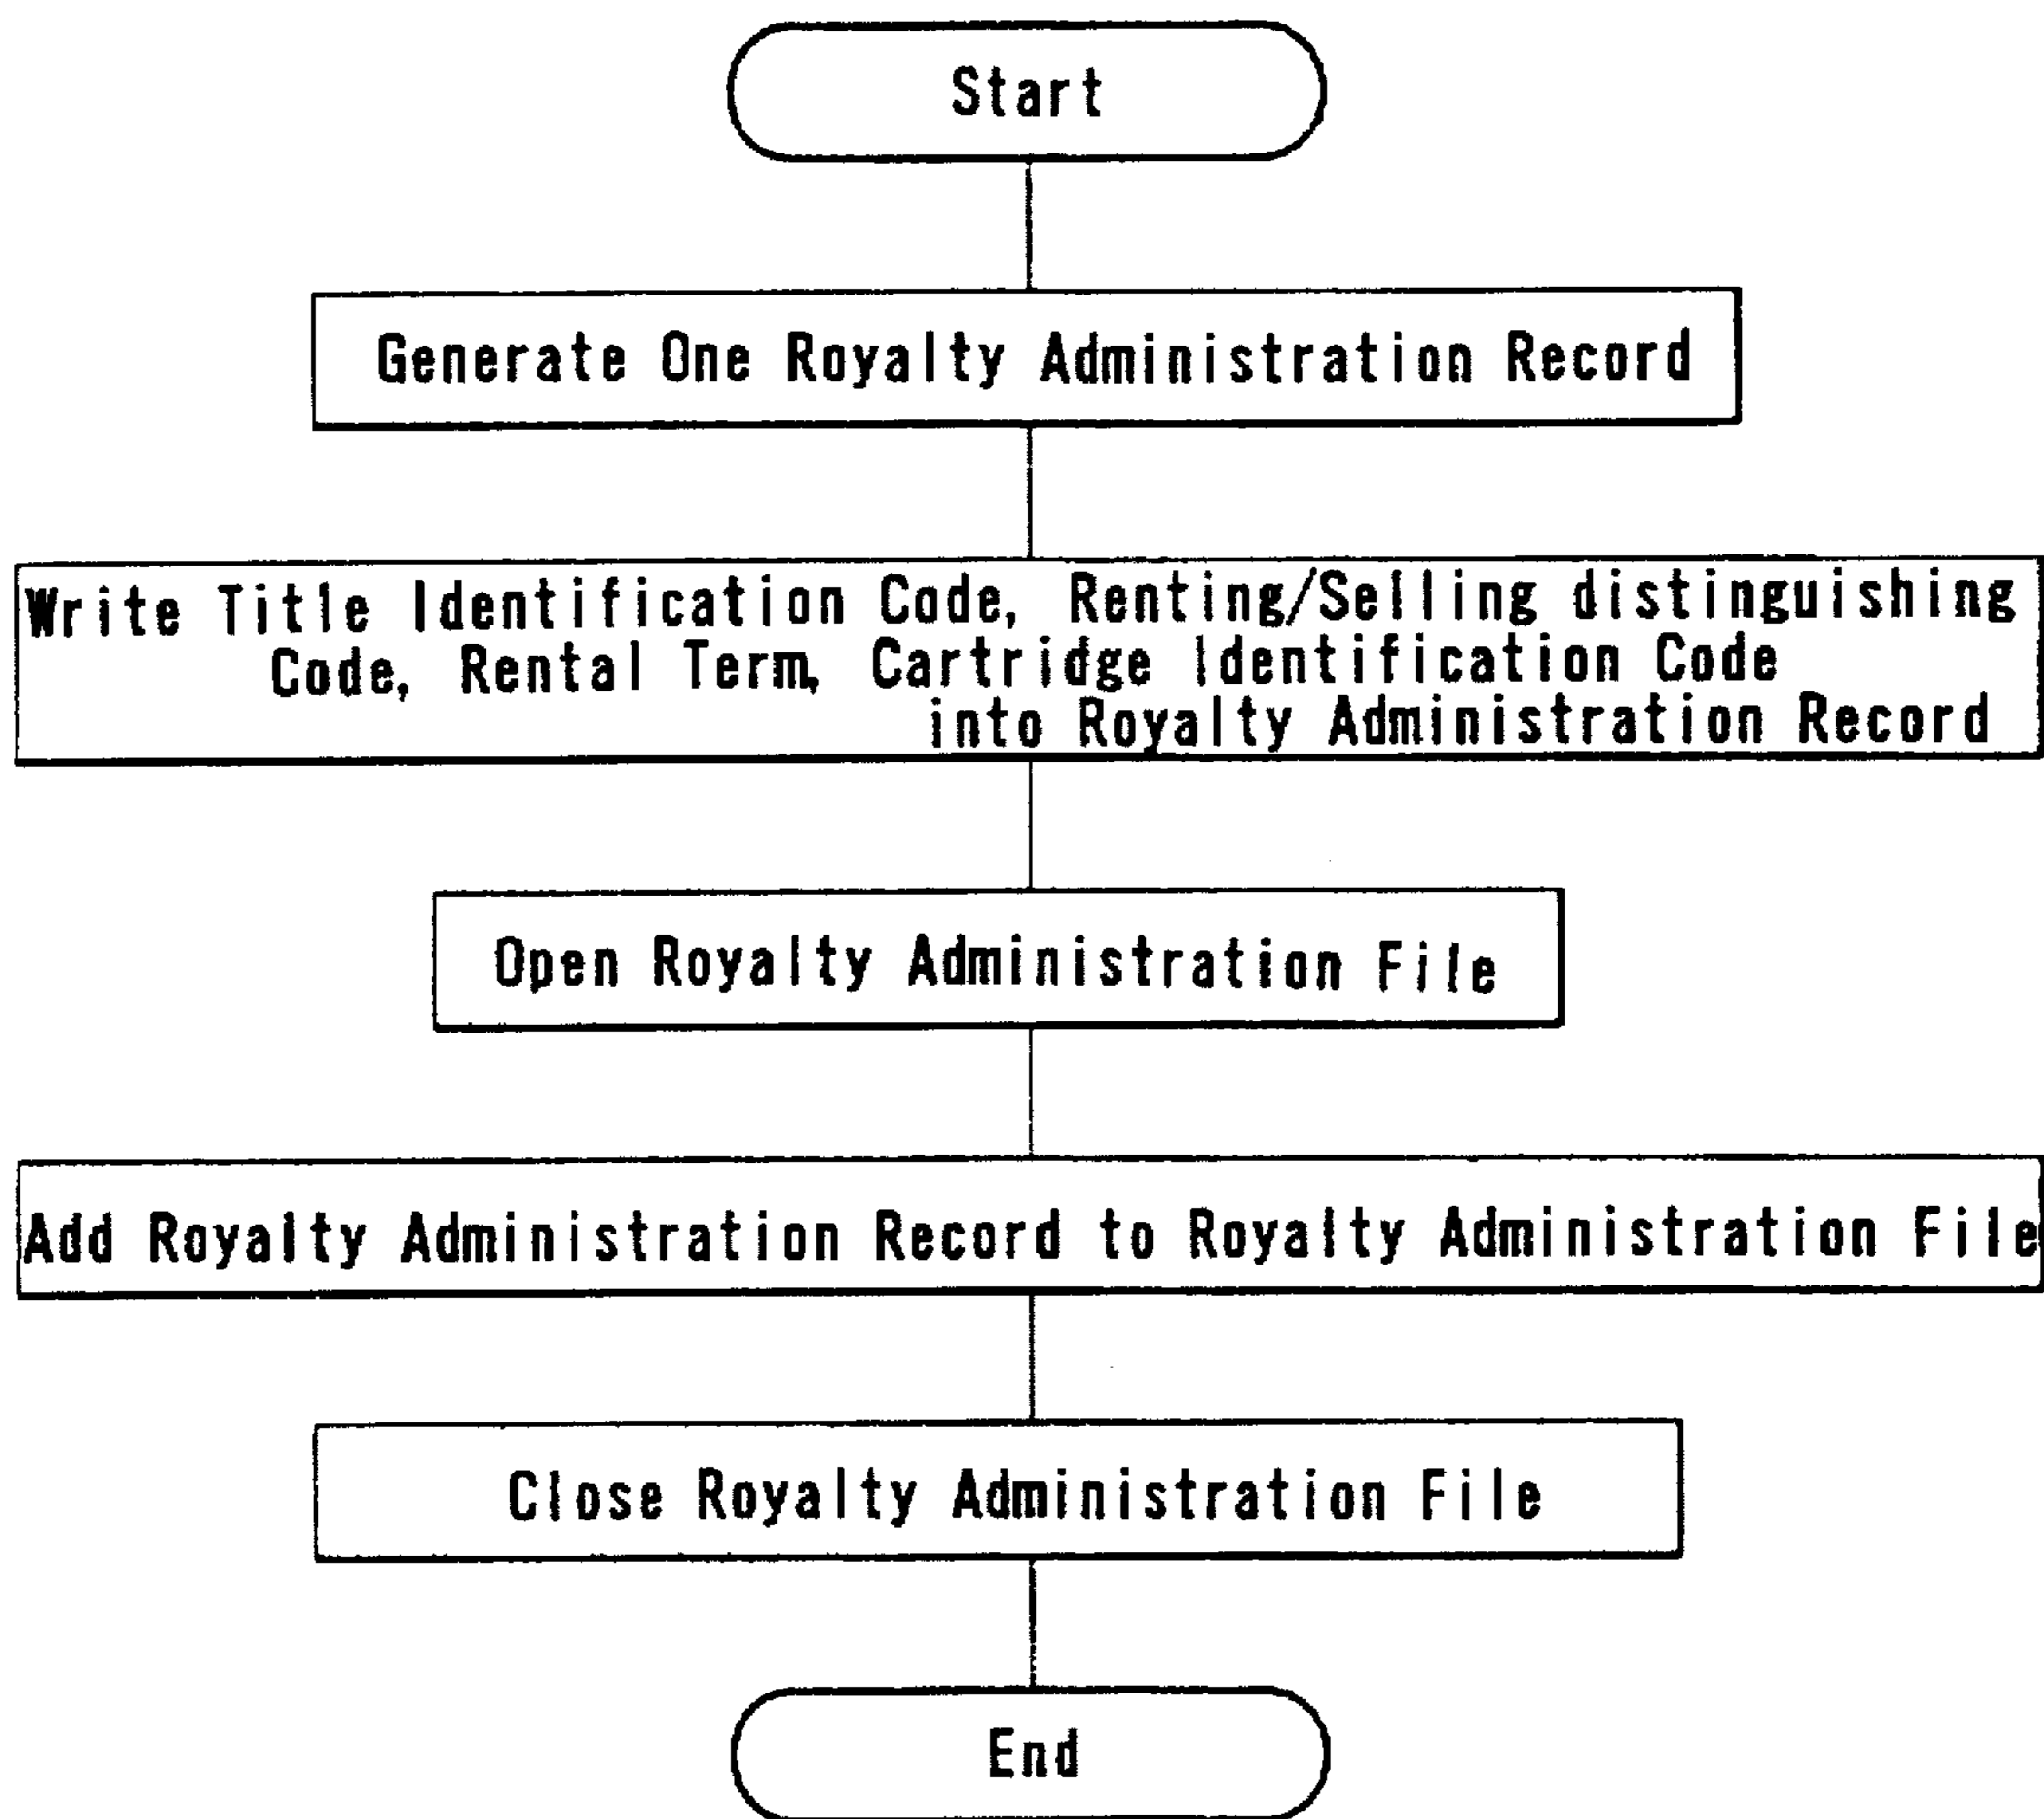 Start
Generate One Royalty Administration Record
Write Title Identification Code, Renting/Selling distinguishing
Code, Rental Term, Cartridge Identification Code
into Royalty Administration Record
Open Royalty Administration File
Add Royalty Administration Record to Royalty Administration File
Close Royalty Administration File
End